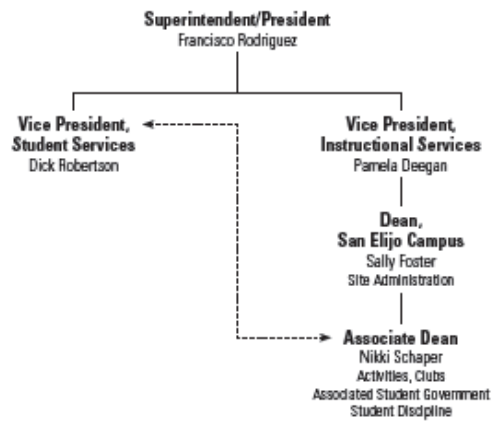 Superintendent/President
Francisco Rodriguez
Vice President,
Student Services
Dick Robertson
Vice President,
Instructional Services
Pamela Deegan
Dean,
San Elijo Campus
Sally Foster
Site Administration
Associate Dean
Nikki Schaper
Activities, Clubs
Associated Student Government
Student Discipline